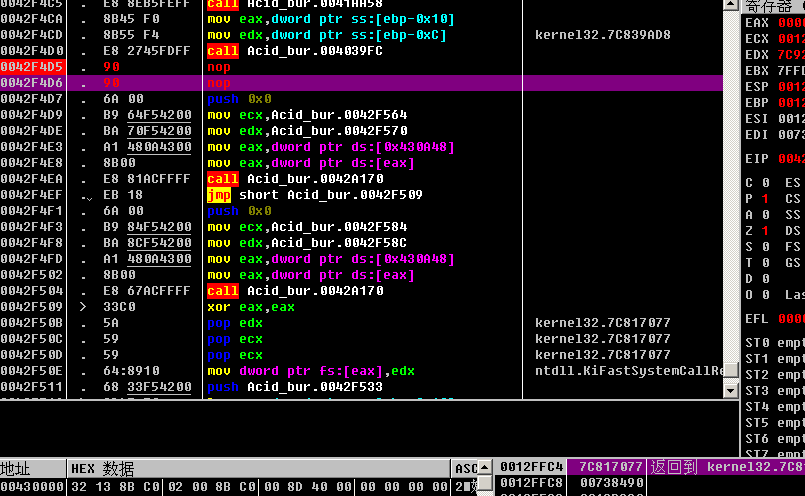 0042F4C5 . E8 8EB5FEFF call Acid_bur.0041AA58
0042F4CA . 8B45 F0 mov eax,dword ptr ss:[ebp-0x10]
0042F4CD . 8B55 F4 mov edx,dword ptr ss:[ebp-0xC] kernel32.7C839AD8
0042F4D0 . E8 2745FDFF call Acid_bur.004039FC
0042F4D5 . 90 nop
0042F4D6 . 90 nop
0042F4D7 . 6A 00 push 0x0
0042F4D9 . B9 64F54200 mov ecx,Acid_bur.0042F564
0042F4DE . BA 70F54200 mov edx,Acid_bur.0042F570
0042F4E3 . A1 480A4300 mov eax,dword ptr ds:[0x430A48]
0042F4E8 . 8B00 mov eax,dword ptr ds:[eax]
0042F4EA . E8 81ACFFFF call Acid_bur.0042A170
0042F4EF . EB 18 jmp short Acid_bur.0042F509
0042F4F1 . 6A 00 push 0x0
0042F4F3 . B9 84F54200 mov ecx,Acid_bur.0042F584
0042F4F8 . BA 8CF54200 mov edx,Acid_bur.0042F58C
0042F4FD . A1 480A4300 mov eax,dword ptr ds:[0x430A48]
0042F502 . 8B00 mov eax,dword ptr ds:[eax]
0042F504 . E8 67ACFFFF call Acid_bur.0042A170
0042F509 > 33C0 xor eax,eax
0042F50B . 5A pop edx kernel32.7C817077
0042F50C . 59 pop ecx kernel32.7C817077
0042F50D . 59 pop ecx kernel32.7C817077
0042F50E . 64:8910 mov dword ptr fs:[eax],edx ntdll.KiFastSystemCallRe
0042F511 . 68 33F54200 push Acid_bur.0042F533
寄存器 (
EAX 0000
ECX 0012
EDX 7C92
EBX 7FFD
ESP 0012
EBP 0012
ESI 0012
EDI 0073
EIP 0042
C 0 ES
P 1 CS
A 0 SS
Z 1 DS
S 0 FS
T 0 GS
D 0
O 0 Las
EFL 0000
ST0 empt
ST1 empt
ST2 empt
ST3 empt
ST4 empt
ST5 empt
ST6 empt
ST7 empt
地址 HEX 数据 ASC
00430000 32 13 8B C0 02 00 8B C0 00 8D 40 00 00 00 00 00
0012FFC4 7C817077 返回到 kernel32.7C81
0012FFC8 00738490